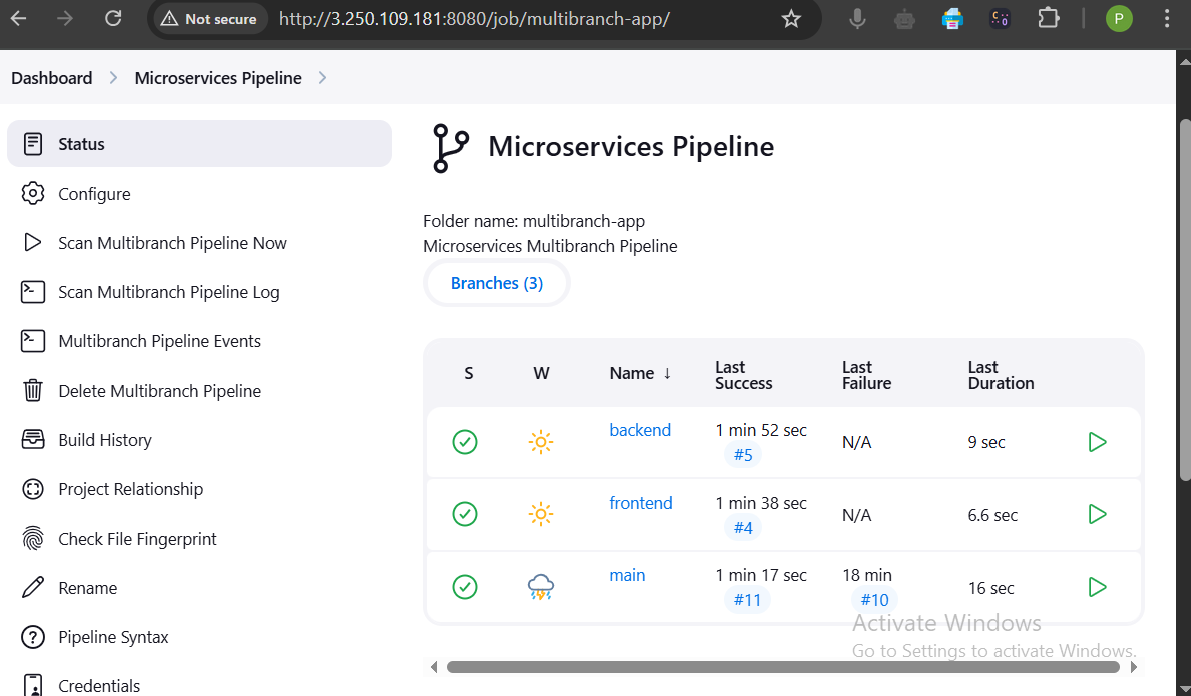 Not secure http://3.250.109.181:8080/job/multibranch-app/ P
Dashboard Microservices Pipeline
Status
Configure
Scan Multibranch Pipeline Now
Scan Multibranch Pipeline Log
Multibranch Pipeline Events
Delete Multibranch Pipeline
Build History
Project Relationship
Check File Fingerprint
Rename
Pipeline Syntax
Credentials
Microservices Pipeline
Folder name: multibranch-app
Microservices Multibranch Pipeline
Branches (3)
S W Name ↓ Last Success Last Failure Last Duration
backend 1 min 52 sec #5 N/A 9 sec
frontend 1 min 38 sec #4 N/A 6.6 sec
main 1 min 17 sec #11 18 min #10 16 sec
Activate Windows
Go to Settings to activate Windows.